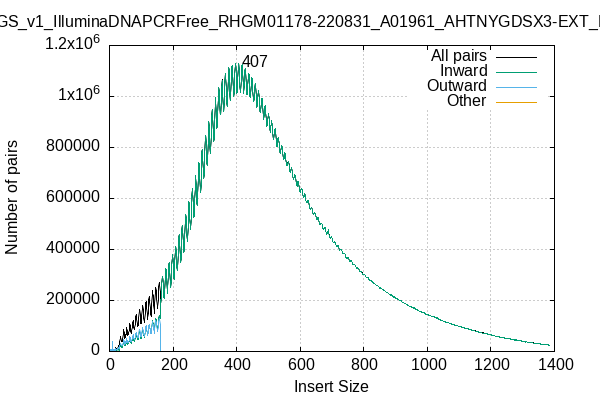 GS_v1_IlluminaDNAPCRFree_RHGM01178-220831_A01961_AHTNYGDSX3-EXT_
1.2x10^6
1x10^6
800000
600000
400000
200000
0
Number of pairs
407
All pairs
Inward
Outward
Other
0 200 400 600 800 1000 1200 1400
Insert Size